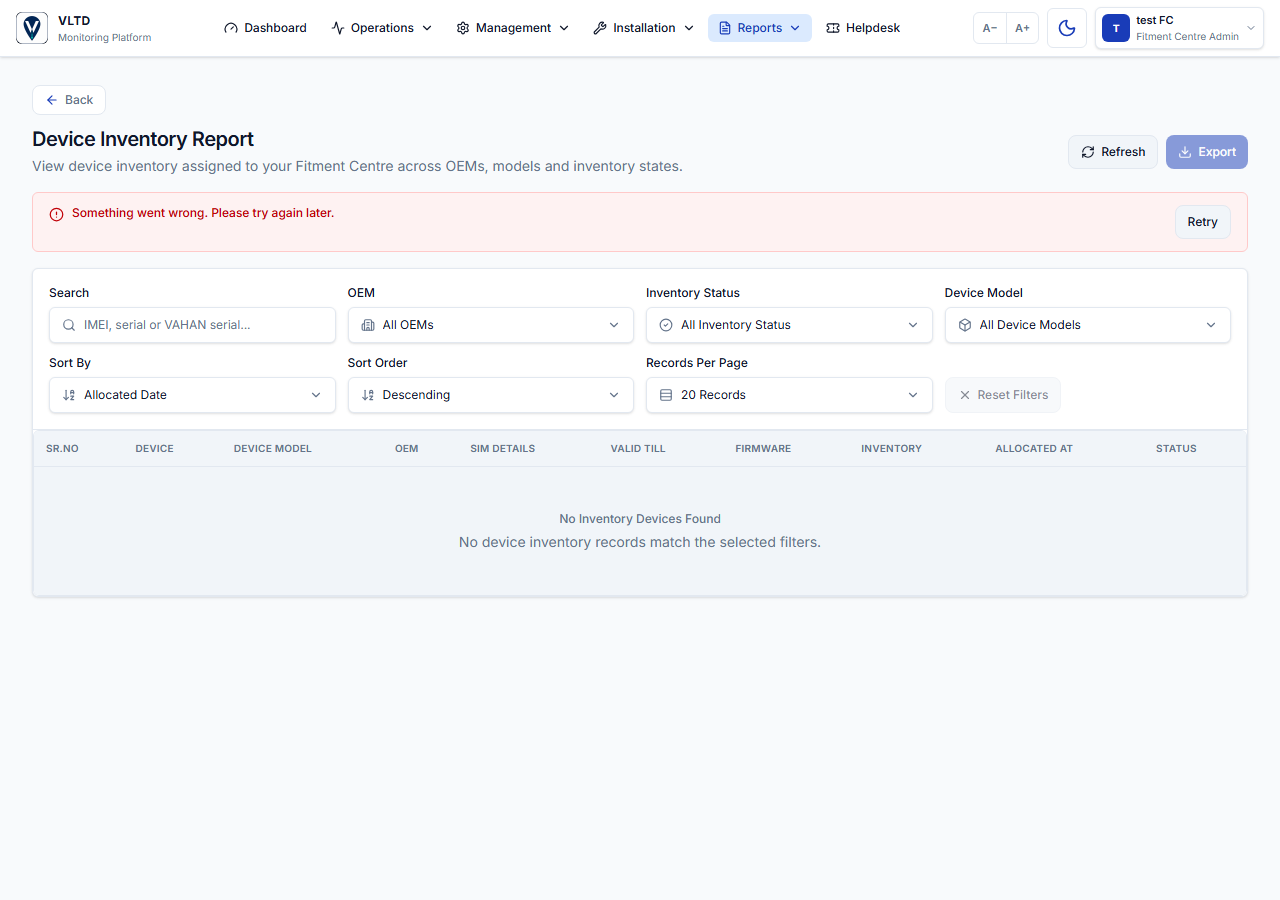 VLTD
Monitoring Platform
Dashboard
Operations
Management
Installation
Reports
Helpdesk
A−
A+
T
test FC
Fitment Centre Admin
Back
Device Inventory Report
View device inventory assigned to your Fitment Centre across OEMs, models and inventory states.
Refresh
Export
Something went wrong. Please try again later.
Retry
Search
OEM
Inventory Status
Device Model
IMEI, serial or VAHAN serial...
All OEMs
All Inventory Status
All Device Models
Sort By
Sort Order
Records Per Page
Allocated Date
Descending
20 Records
Reset Filters
SR.NO
DEVICE
DEVICE MODEL
OEM
SIM DETAILS
VALID TILL
FIRMWARE
INVENTORY
ALLOCATED AT
STATUS
No Inventory Devices Found
No device inventory records match the selected filters.